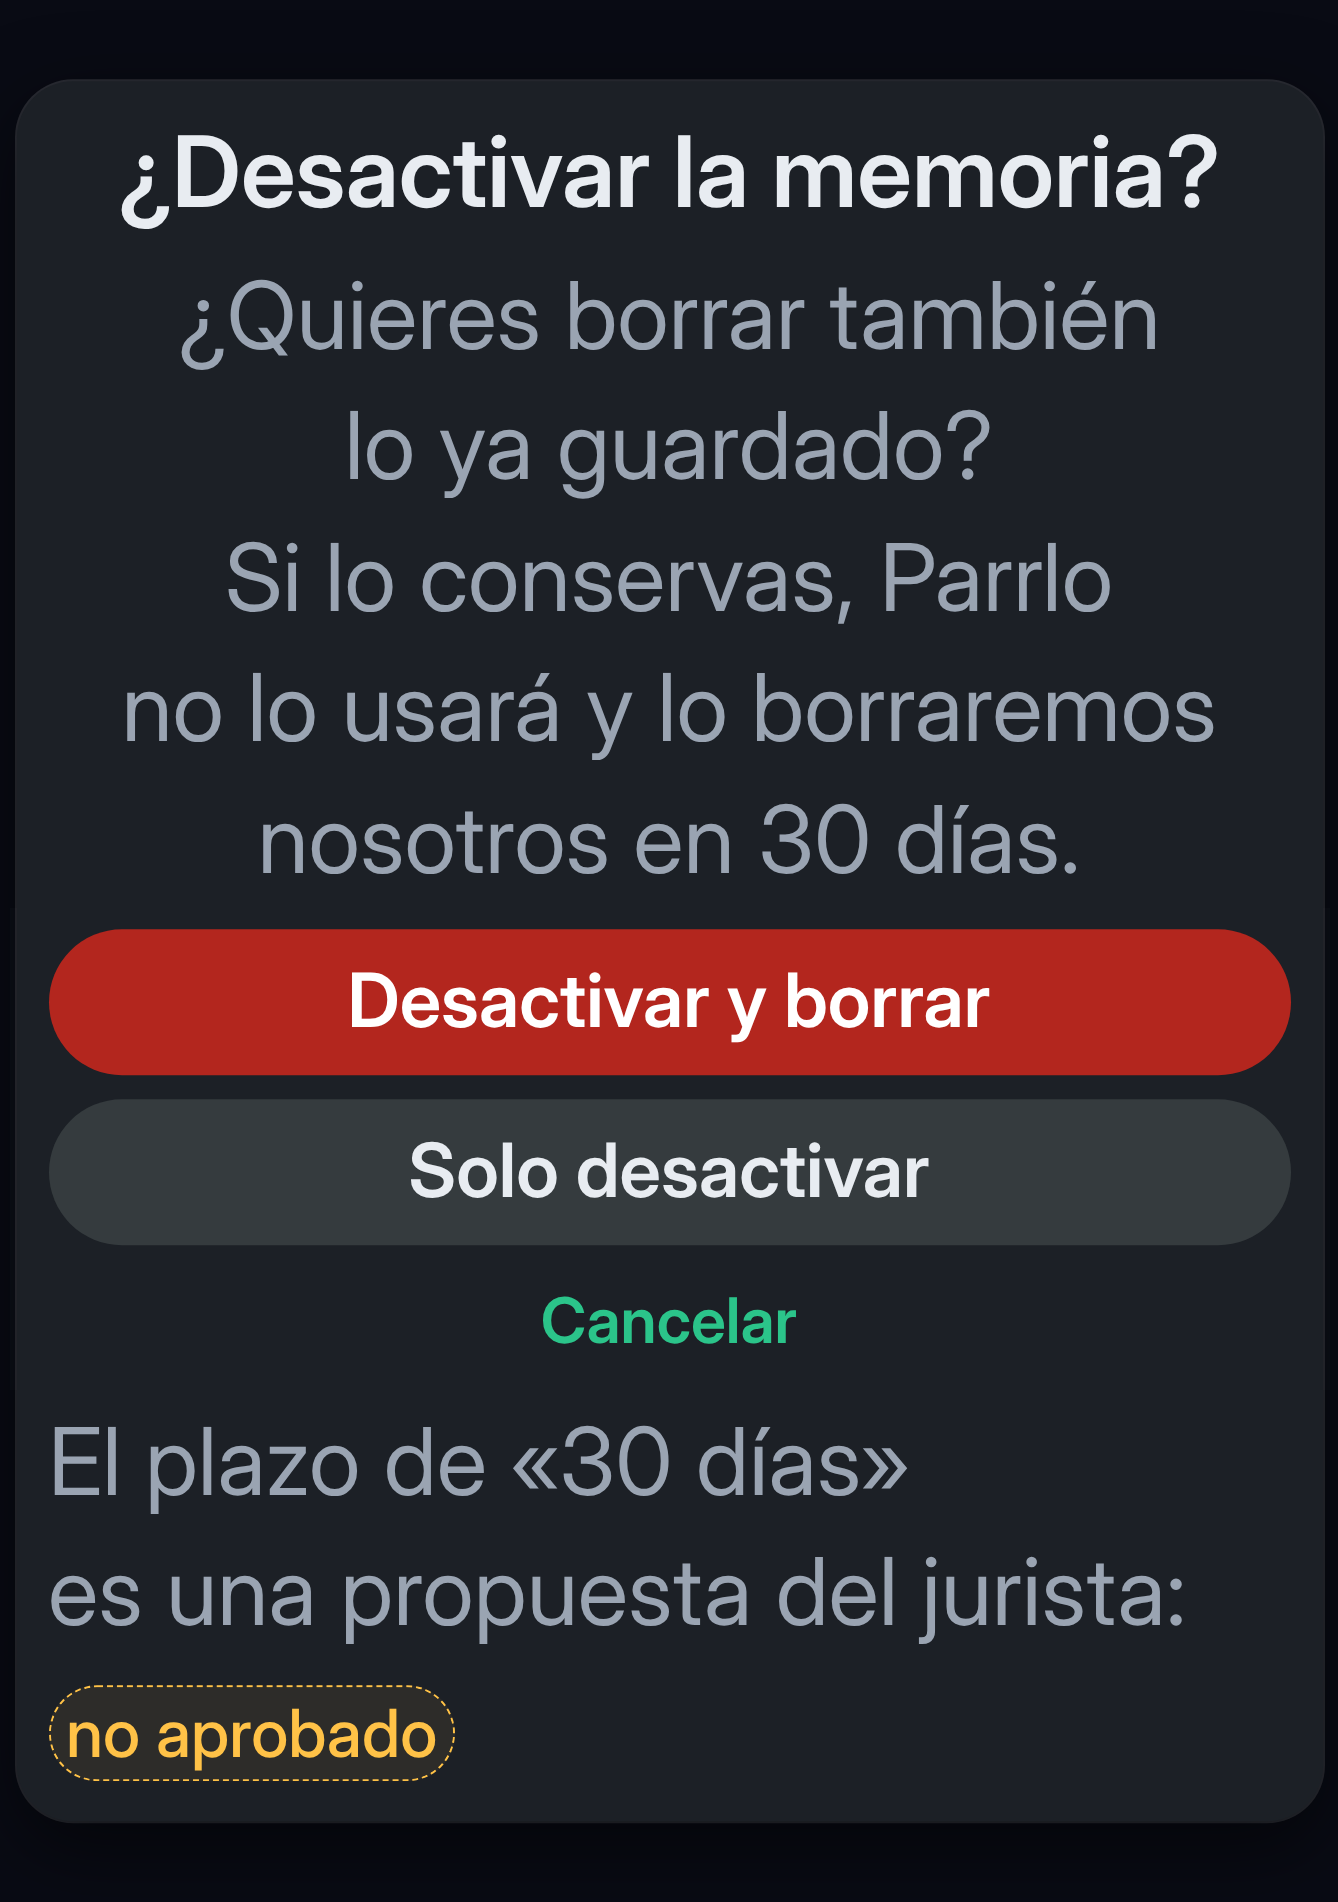 ¿Desactivar la memoria?
¿Quieres borrar también
lo ya guardado?
Si lo conservas, Parrlo
no lo usará y lo borraremos
nosotros en 30 días.
Desactivar y borrar
Solo desactivar
Cancelar
El plazo de «30 días»
es una propuesta del jurista:
no aprobado